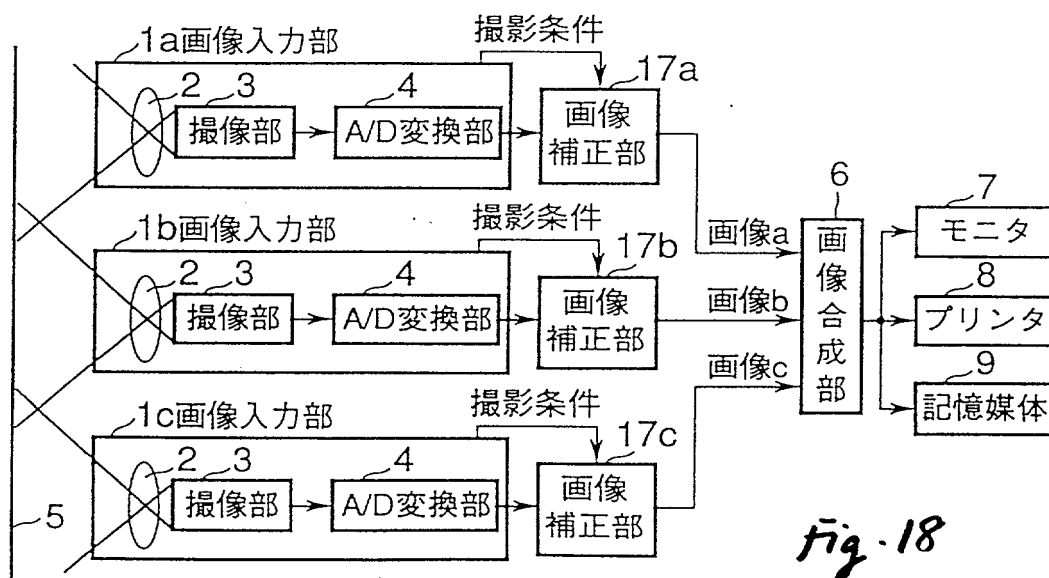 1a画像入力部
撮影条件
2
3
撮像部
4
A/D変換部
17a
画像
補正部
1b画像入力部
撮影条件
2
3
撮像部
4
A/D変換部
17b
画像
補正部
1c画像入力部
撮影条件
2
3
撮像部
4
A/D変換部
17c
画像
補正部
5
画像a
画像b
画像c
6
画
像
合
成
部
7
モニタ
8
プリンタ
9
記憶媒体
Fig.18